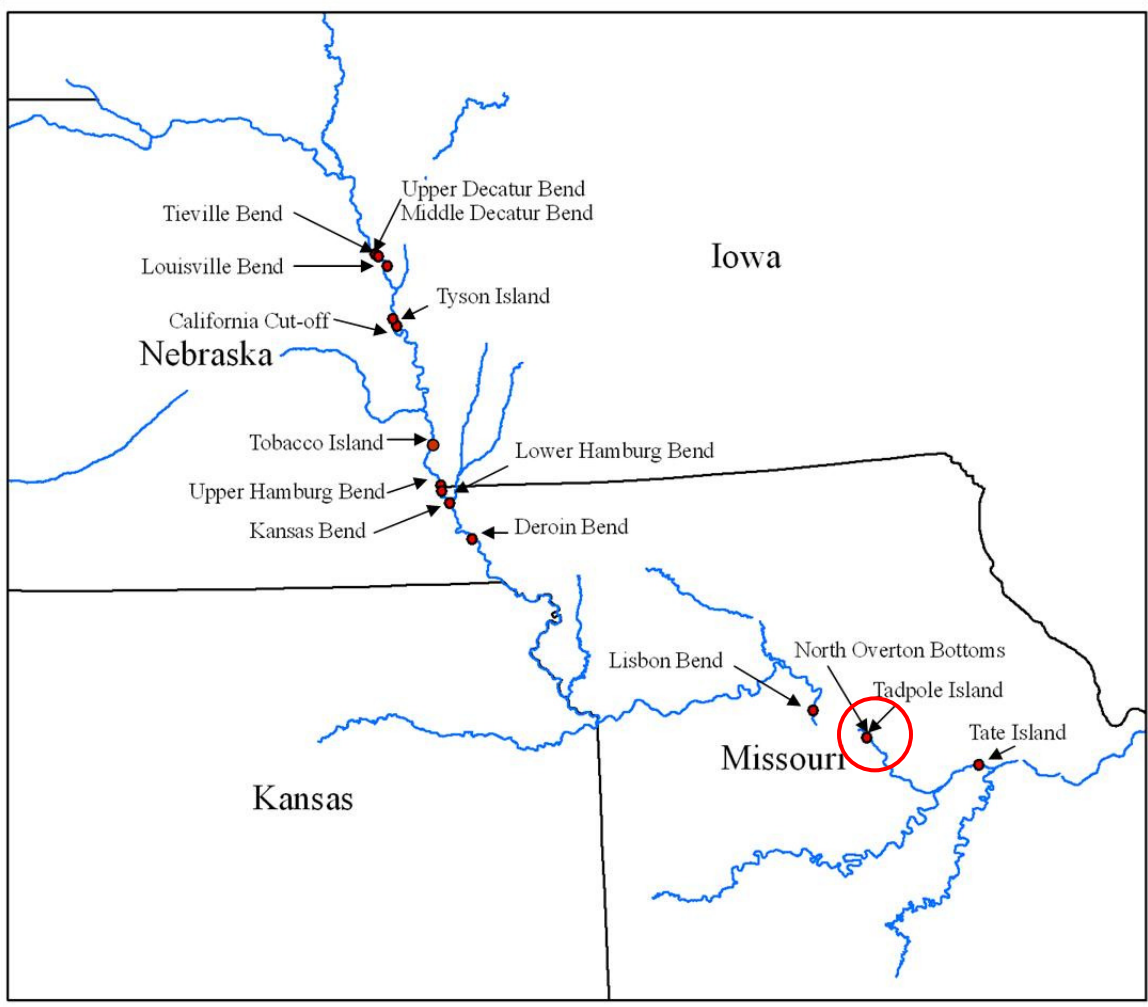 Upper Decatur Bend
Middle Decatur Bend
Tieville Bend
Iowa
Louisville Bend
Tyson Island
California Cut-off
Nebraska
Tobacco Island
Lower Hamburg Bend
Upper Hamburg Bend
Kansas Bend
Deroin Bend
North Overton Bottoms
Lisbon Bend
Tadpole Island
Tate Island
Missouri
Kansas